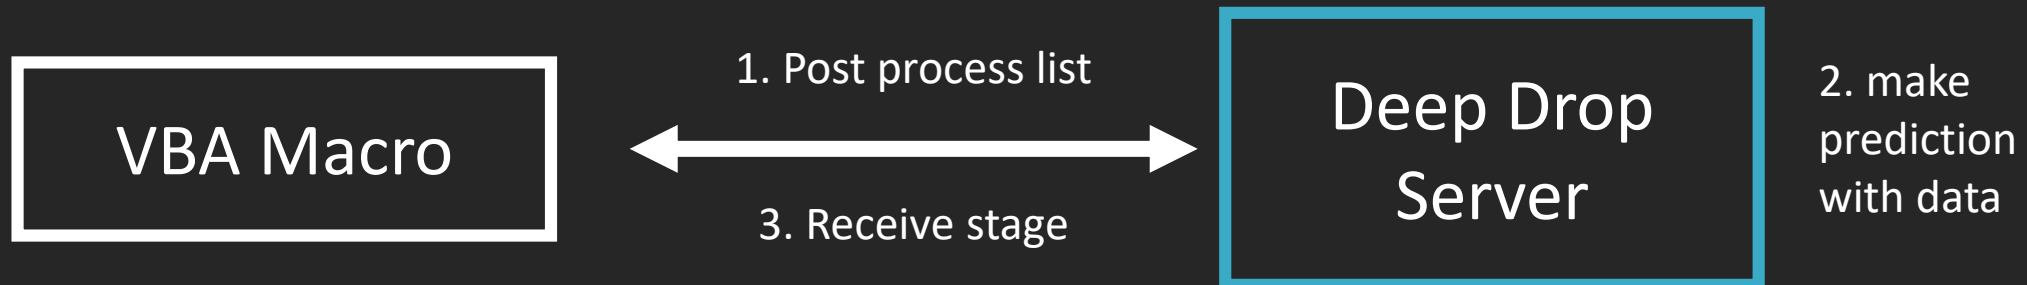 VBA Macro
1. Post process list
3. Receive stage
Deep Drop
Server
2. make
prediction
with data